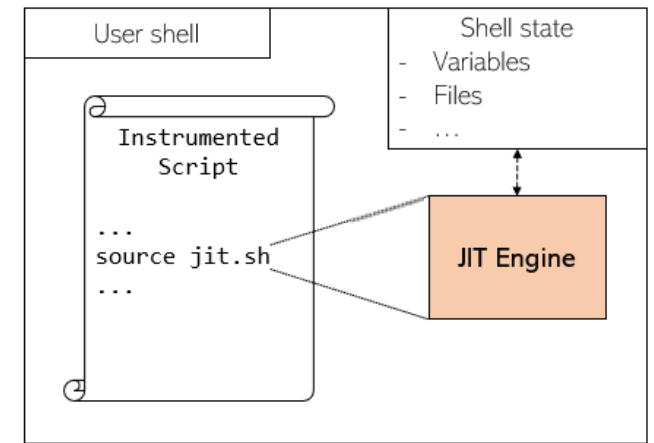 User shell
Shell state
- Variables
- Files
- ...
Instrumented
Script
...
source jit.sh
...
JIT Engine